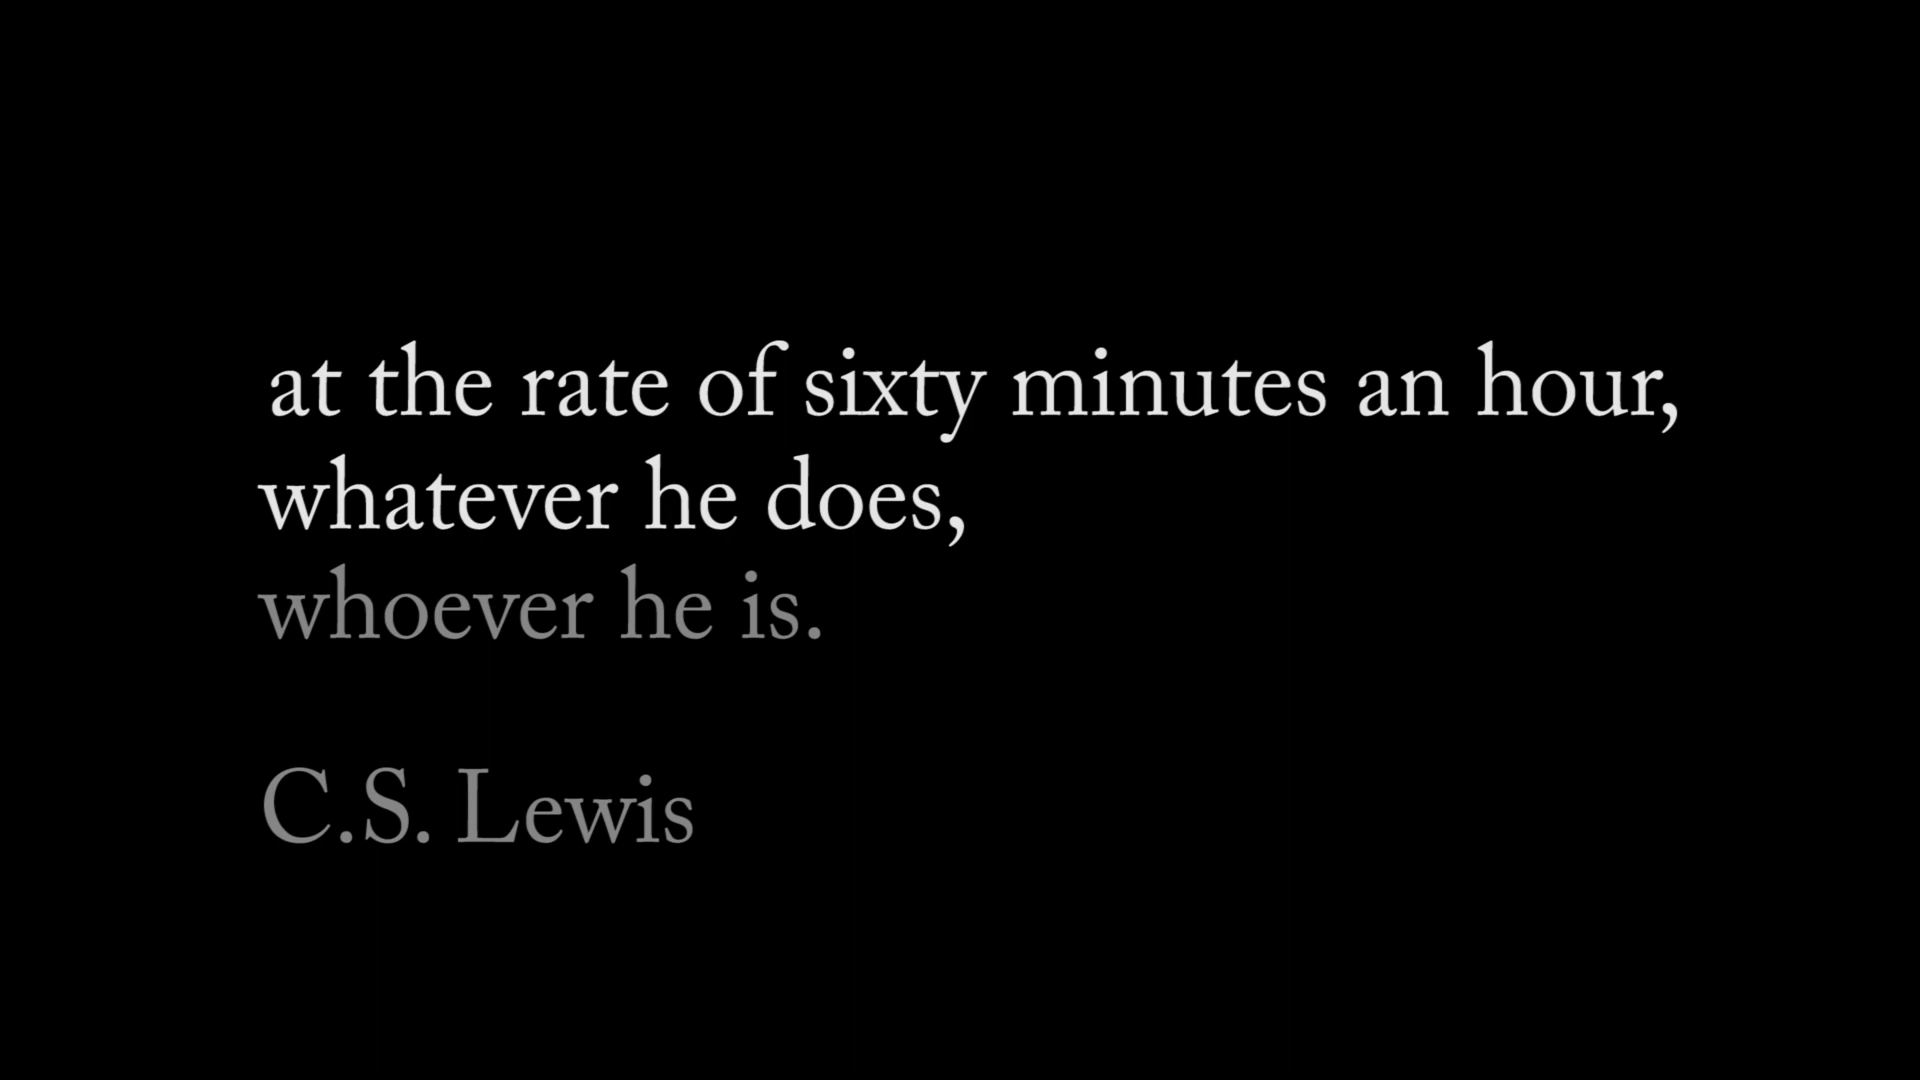 at the rate of sixty minutes an hour,
whatever he does,
whoever he is.
C.S. Lewis